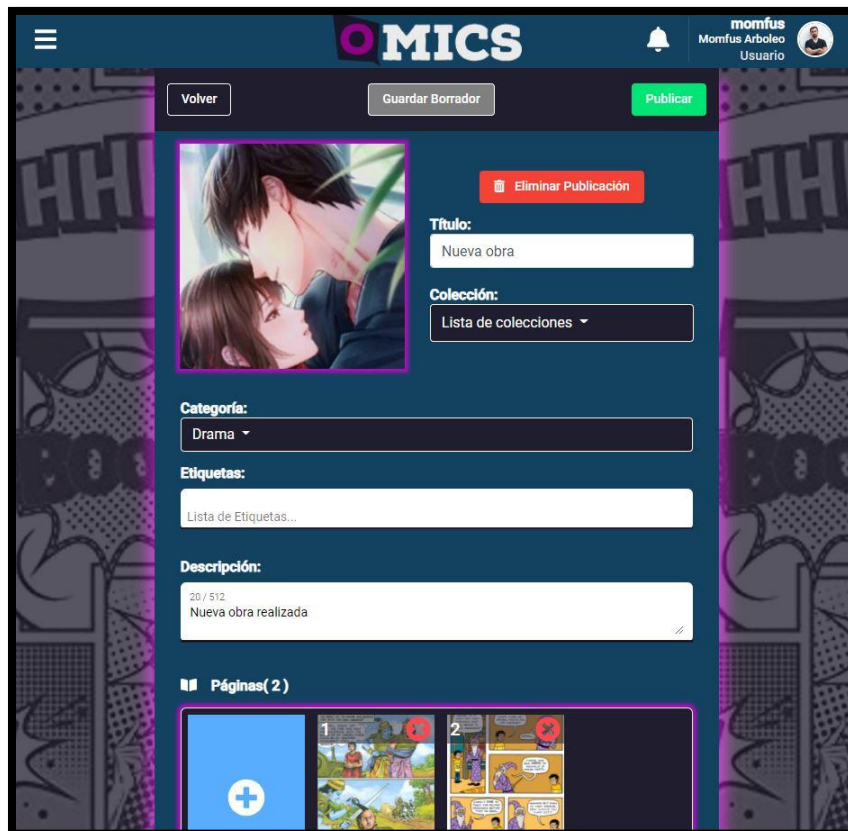 OMICS
momfus
Momfus Arboleo
Usuario
Volver
Guardar Borrador
Publicar
Eliminar Publicación
Título:
Nueva obra
Colección:
Lista de colecciones
Categoría:
Drama
Etiquetas:
Lista de Etiquetas...
Descripción:
20 / 512
Nueva obra realizada
Páginas( 2 )
1
2